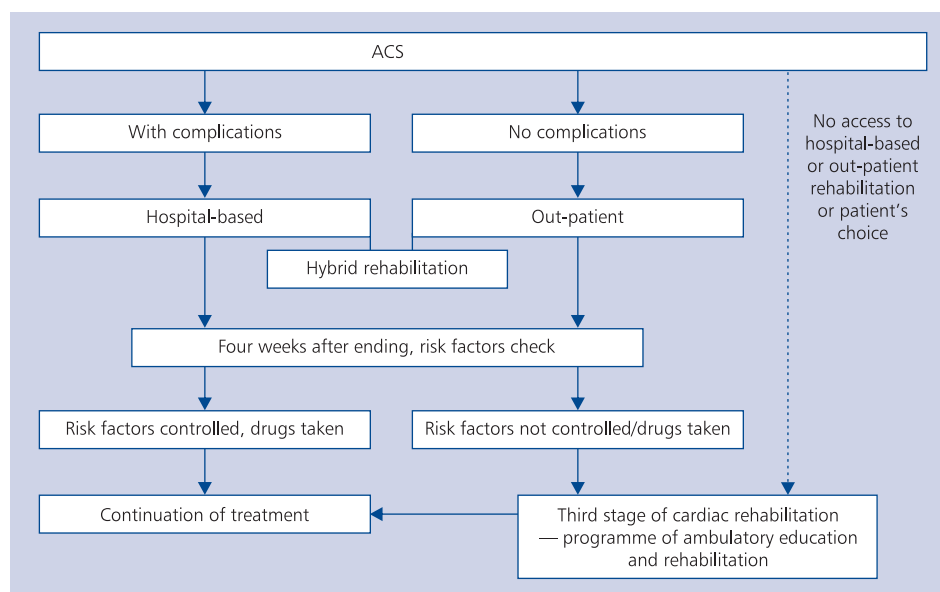 ACS
With complications
No complications
No access to
hospital-based
or out-patient
rehabilitation
or patient's
choice
Hospital-based
Out-patient
Hybrid rehabilitation
Four weeks after ending, risk factors check
Risk factors controlled, drugs taken
Risk factors not controlled/drugs taken
Continuation of treatment
Third stage of cardiac rehabilitation
— programme of ambulatory education
and rehabilitation